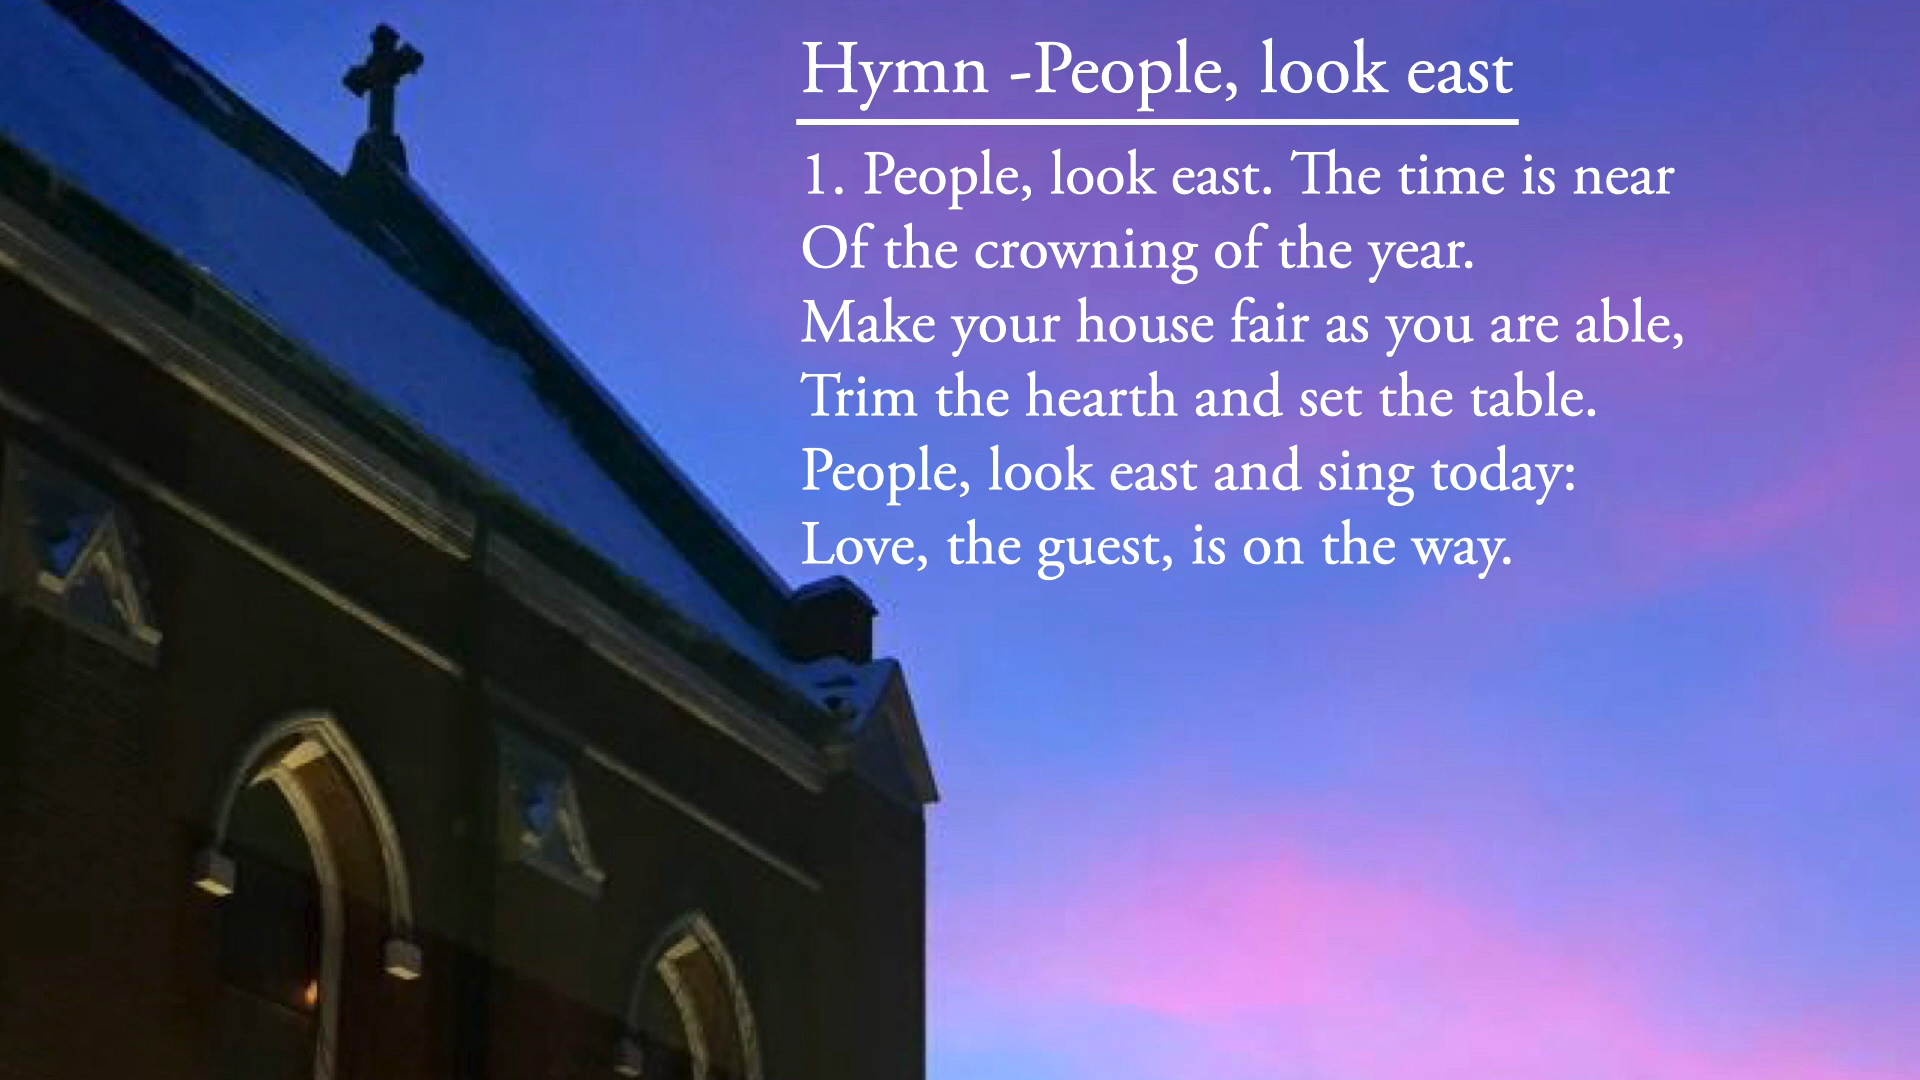 Hymn -People, look east
1. People, look east. The time is near
Of the crowning of the year.
Make your house fair as you are able,
Trim the hearth and set the table.
People, look east and sing today:
Love, the guest, is on the way.